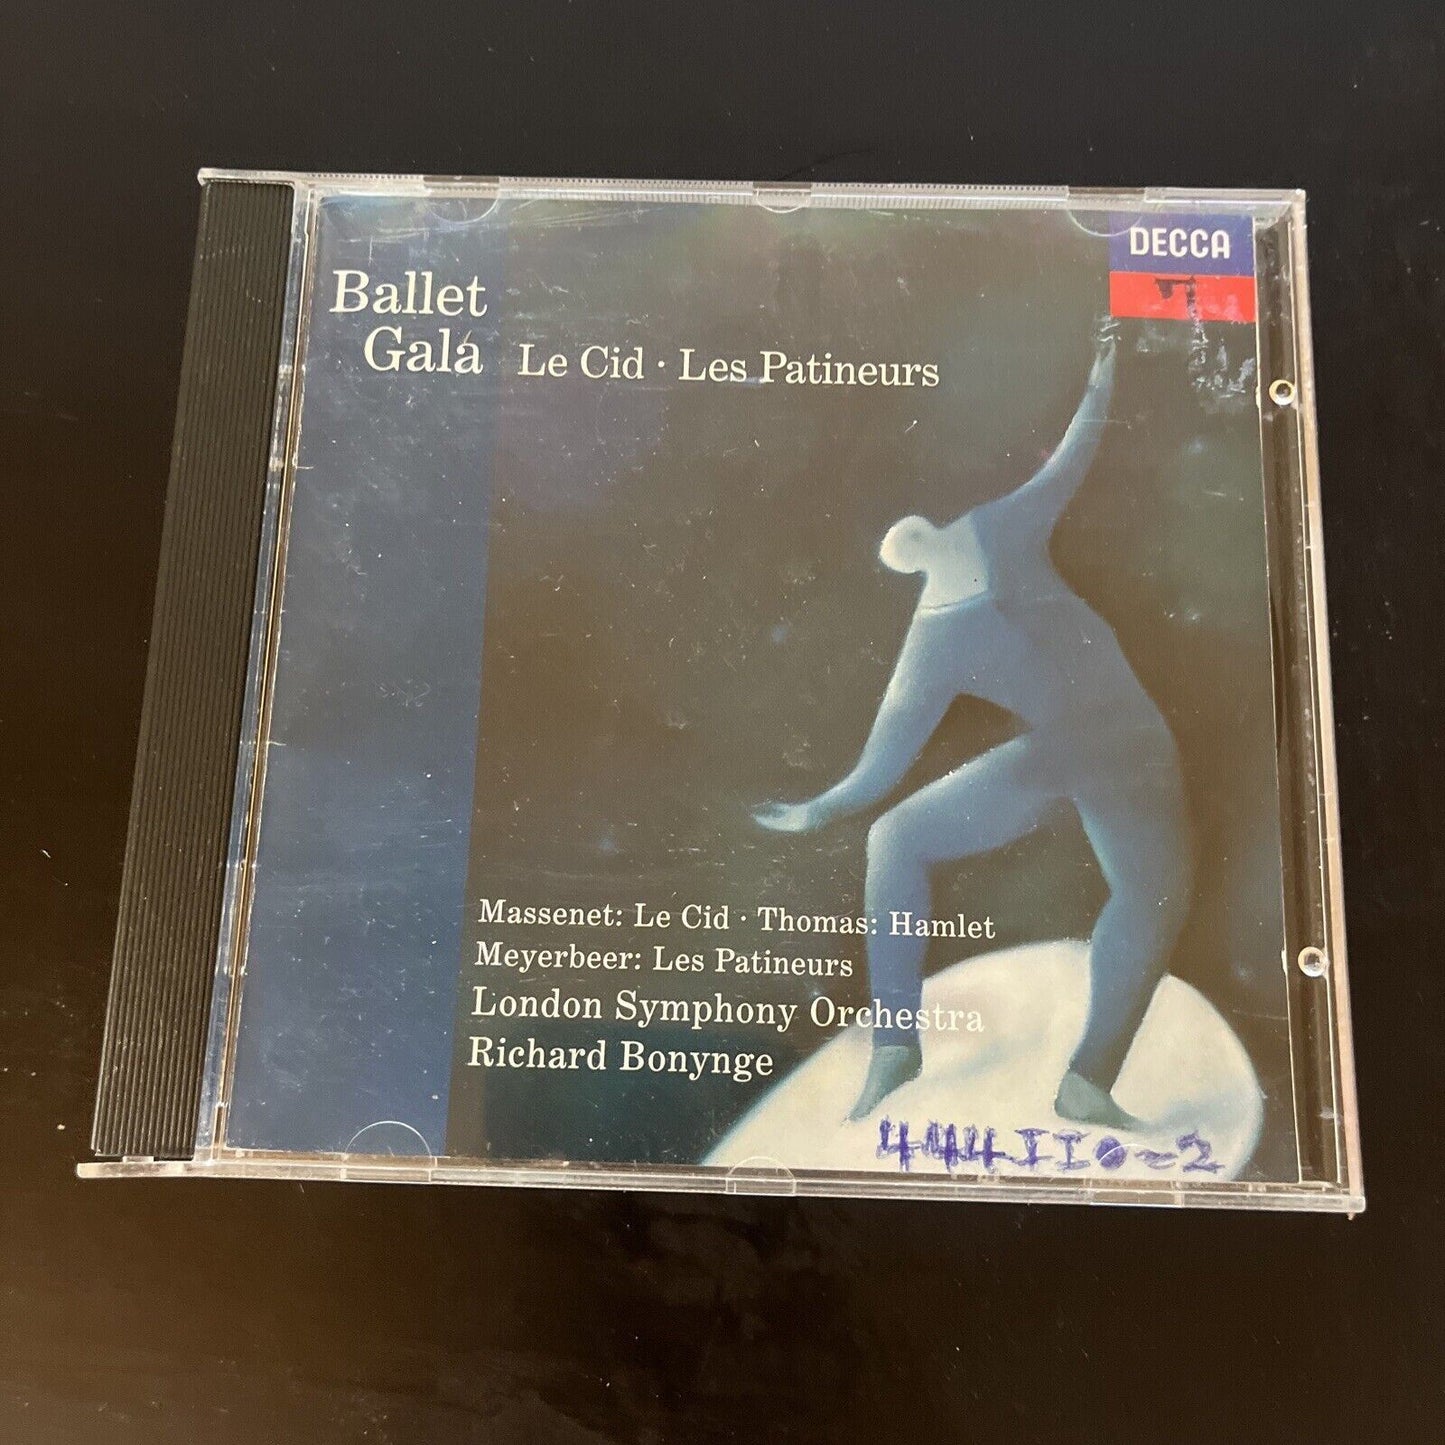 DECCA
Ballet
Gala Le Cid · Les Patineurs
Massenet: Le Cid · Thomas: Hamlet
Meyerbeer: Les Patineurs
London Symphony Orchestra
Richard Bonynge
444110-2